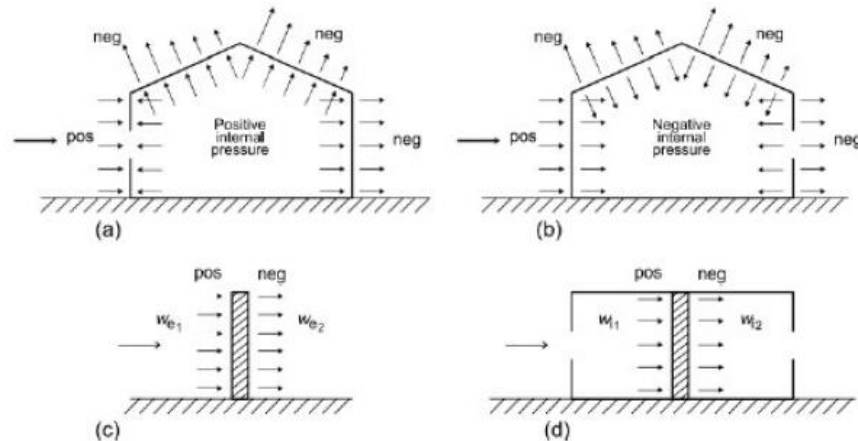 neg
neg
pos
Positive
internal
pressure
neg
(a)
neg
neg
pos
Negative
internal
pressure
neg
(b)
pos neg
We1
We2
(c)
pos neg
Wi1
Wi2
(d)